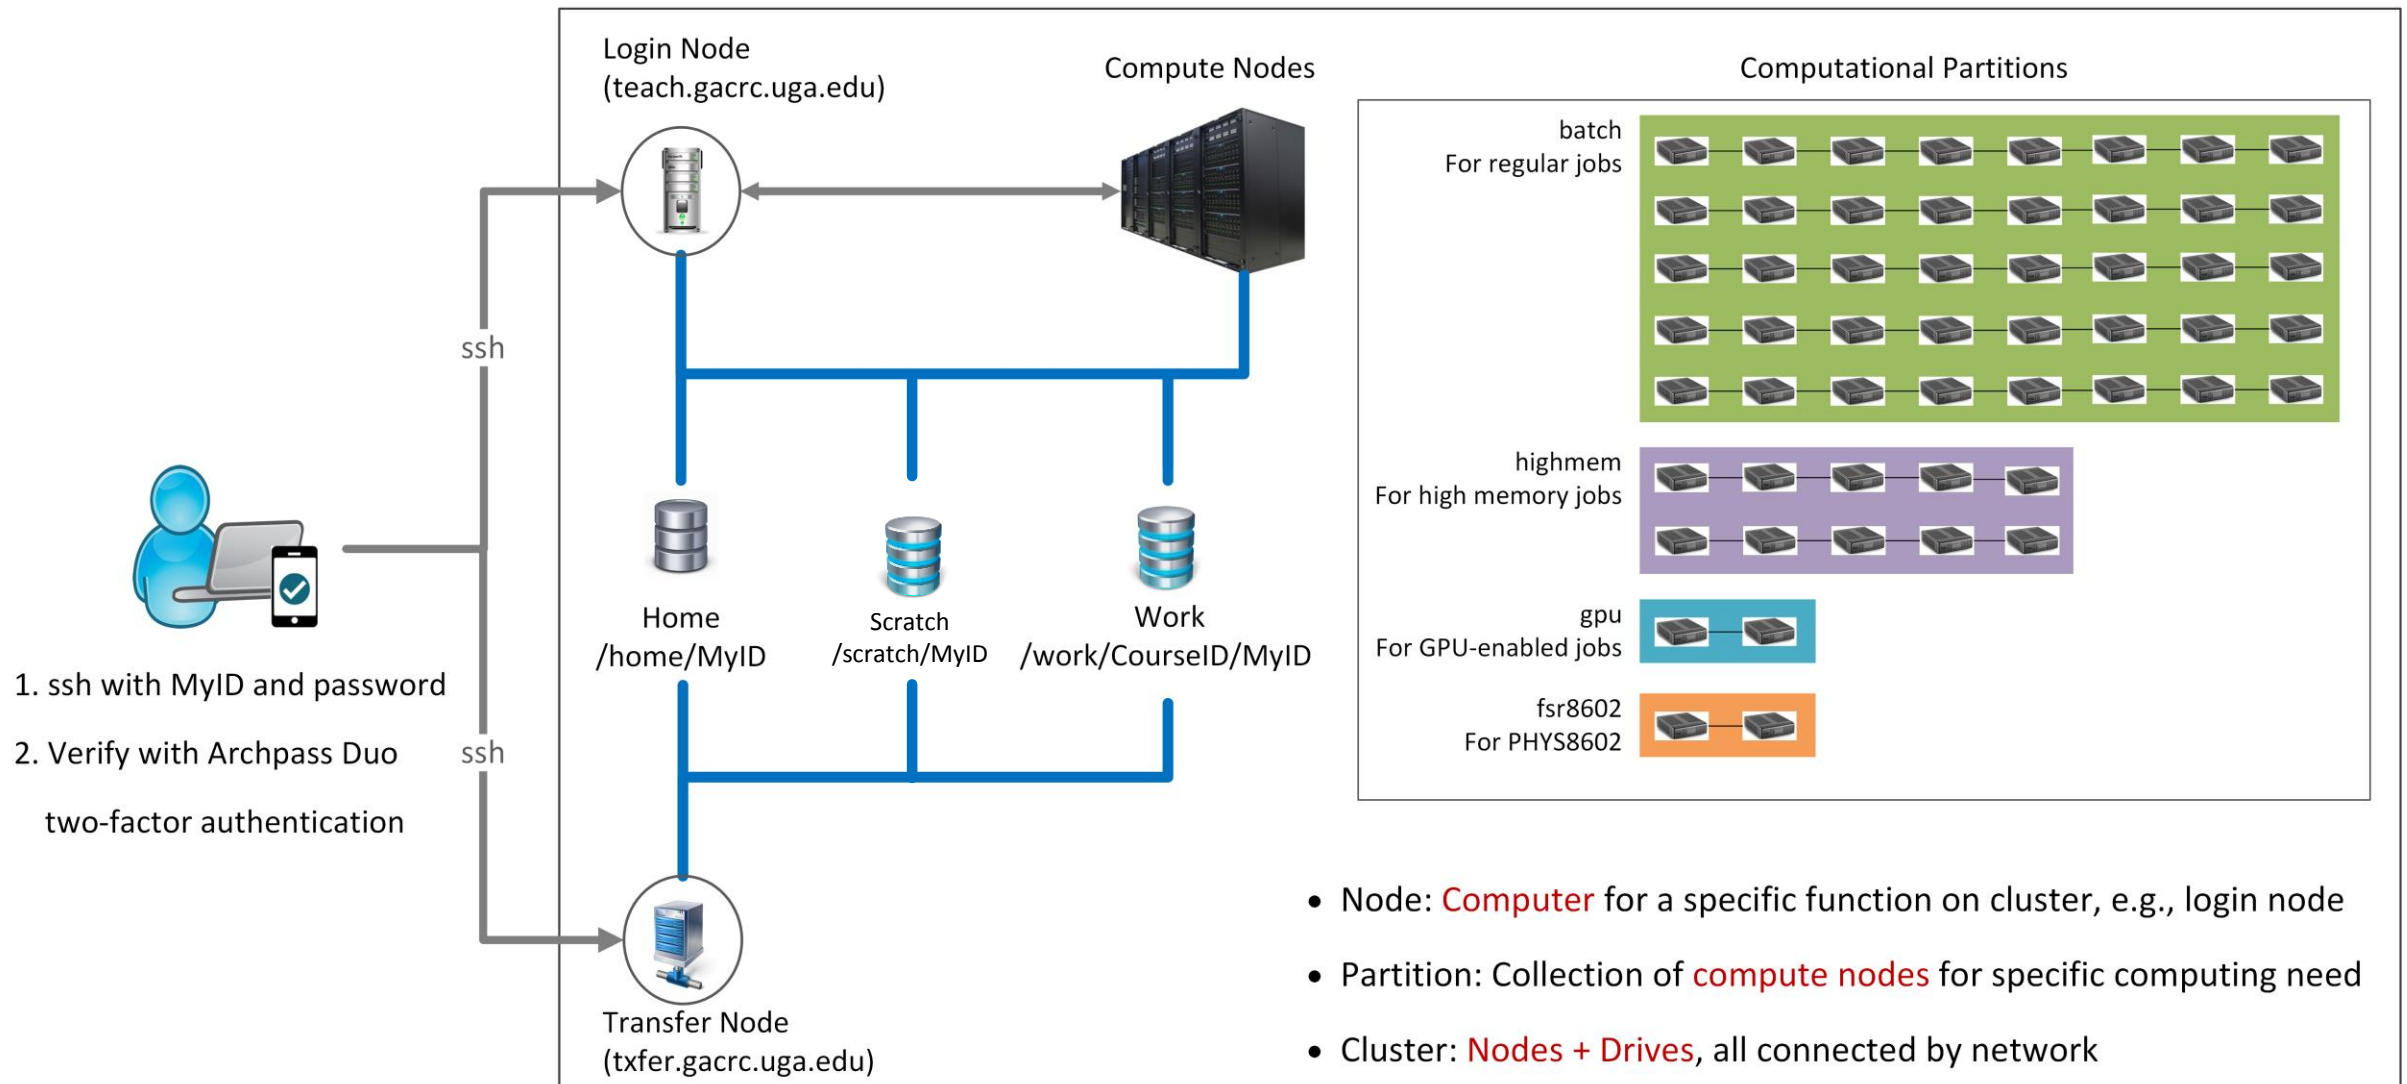 Login Node
(teach.gacrc.uga.edu)
Compute Nodes
Computational Partitions
batch
For regular jobs
highmem
For high memory jobs
gpu
For GPU-enabled jobs
fsr8602
For PHYS8602
ssh
Home
/home/MyID
Scratch
/scratch/MyID
Work
/work/CourseID/MyID
1. ssh with MyID and password
2. Verify with Archpass Duo
two-factor authentication
ssh
Transfer Node
(txfer.gacrc.uga.edu)
• Node: Computer for a specific function on cluster, e.g., login node
• Partition: Collection of compute nodes for specific computing need
• Cluster: Nodes + Drives, all connected by network